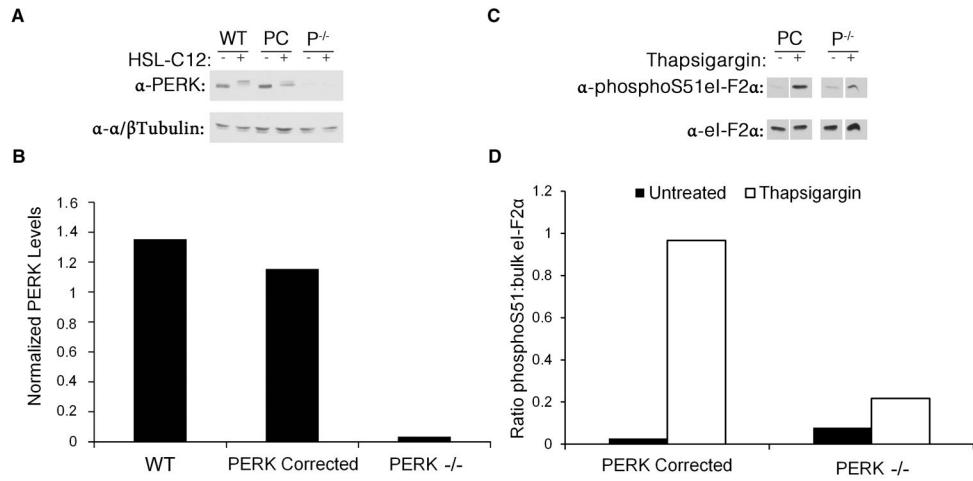 A
WT PC P-/-
HSL-C12: - + - + - +
α-PERK:
α-α/βTubulin:
B
Normalized PERK Levels
1.6
1.4
1.2
1
1.8
0.6
0.4
0.2
0
WT PERK Corrected PERK -/-
C
PC P-/-
Thapsigargin: - + - +
α-phosphoS51eI-F2α:
α-eI-F2α:
D
Ratio phosphoS51:bulk eI-F2α
Untreated Thapsigargin
1.2
1
0.8
0.6
0.4
0.2
0
PERK Corrected PERK -/-